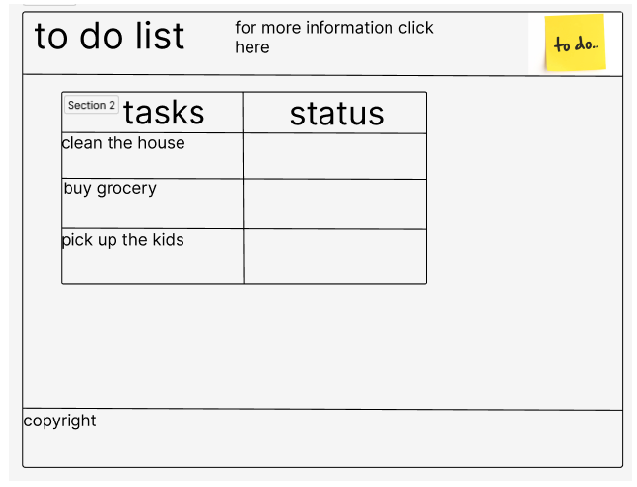 to do list
for more information click
here
to do..
Section 2
tasks
status
clean the house
buy grocery
pick up the kids
copyright